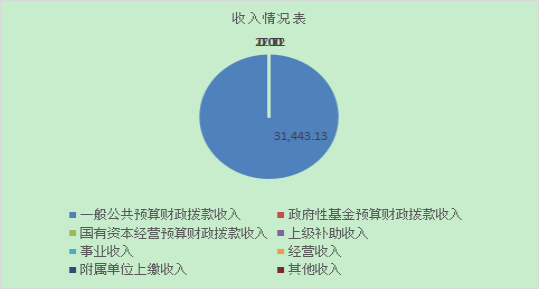 收入情况表
31,443.13
一般公共预算财政拨款收入
政府性基金预算财政拨款收入
国有资本经营预算财政拨款收入
上级补助收入
事业收入
经营收入
附属单位上缴收入
其他收入